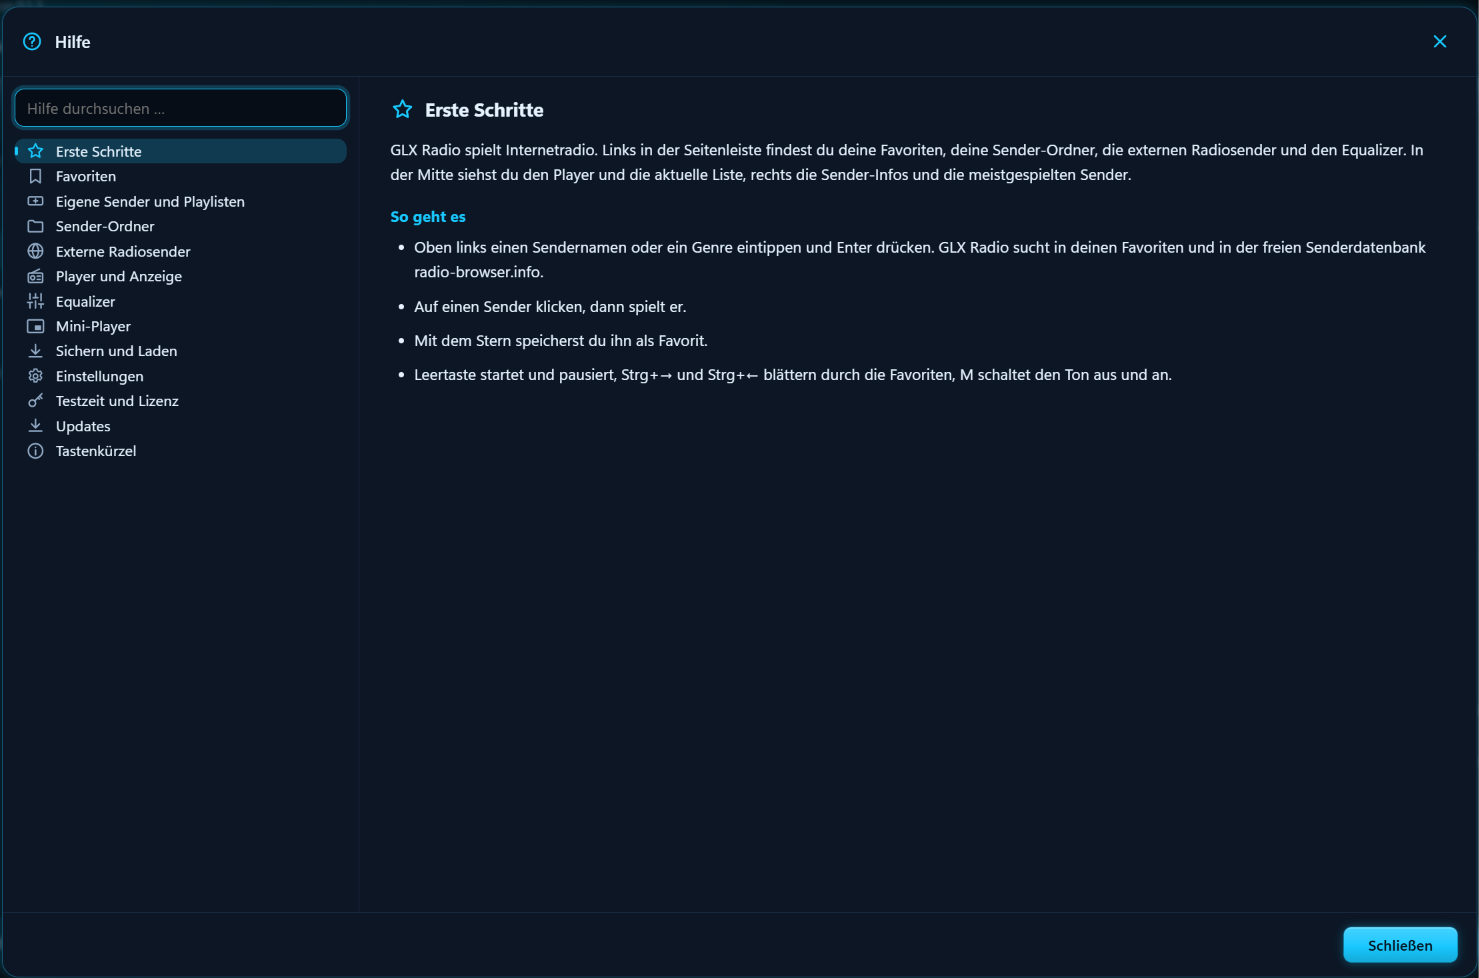 Hilfe
Hilfe durchsuchen ...
Erste Schritte
Favoriten
Eigene Sender und Playlisten
Sender-Ordner
Externe Radiosender
Player und Anzeige
Equalizer
Mini-Player
Sichern und Laden
Einstellungen
Testzeit und Lizenz
Updates
Tastenkürzel
Erste Schritte
GLX Radio spielt Internetradio. Links in der Seitenleiste findest du deine Favoriten, deine Sender-Ordner, die externen Radiosender und den Equalizer. In
der Mitte siehst du den Player und die aktuelle Liste, rechts die Sender-Infos und die meistgespielten Sender.
So geht es
• Oben links einen Sendernamen oder ein Genre eintippen und Enter drücken. GLX Radio sucht in deinen Favoriten und in der freien Senderdatenbank
radio-browser.info.
• Auf einen Sender klicken, dann spielt er.
• Mit dem Stern speicherst du ihn als Favorit.
• Leertaste startet und pausiert, Strg+→ und Strg+← blättern durch die Favoriten, M schaltet den Ton aus und an.
Schließen